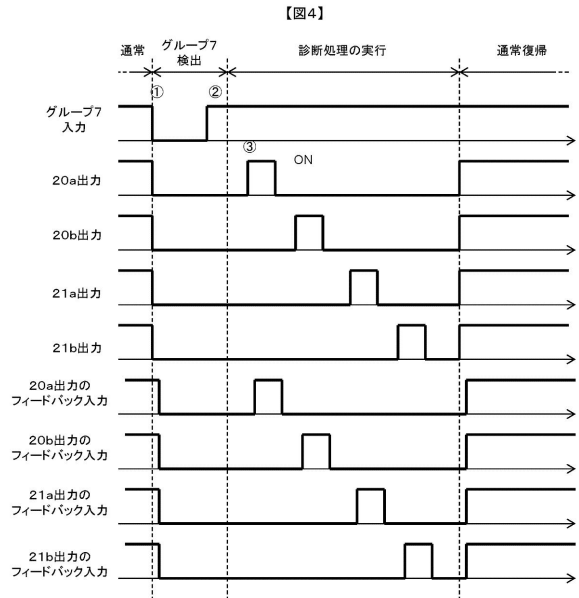 【図4】
通常
グループ7
検出
診断処理の実行
通常復帰
① ②
グループ7
入力
③ ON
20a出力
20b出力
21a出力
21b出力
20a出力の
フィードバック入力
20b出力の
フィードバック入力
21a出力の
フィードバック入力
21b出力の
フィードバック入力